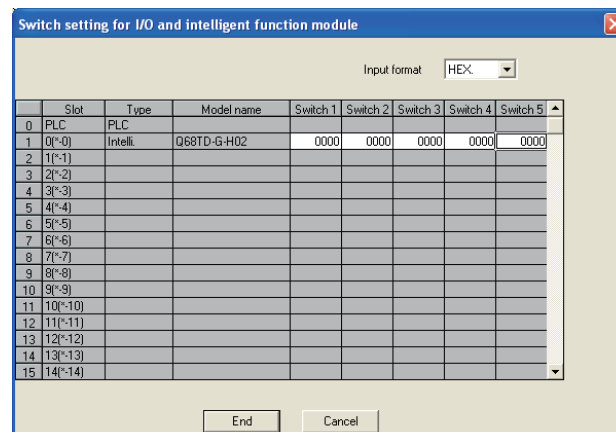 Switch setting for I/O and intelligent function module
Input format HEX.
Slot Type Model name Switch 1 Switch 2 Switch 3 Switch 4 Switch 5
0 PLC PLC
1 0(*-0) Intelli. Q68TD-G-H02 0000 0000 0000 0000 0000
2 1(*-1)
3 2(*-2)
4 3(*-3)
5 4(*-4)
6 5(*-5)
7 6(*-6)
8 7(*-7)
9 8(*-8)
10 9(*-9)
11 10(*-10)
12 11(*-11)
13 12(*-12)
14 13(*-13)
15 14(*-14)
End Cancel